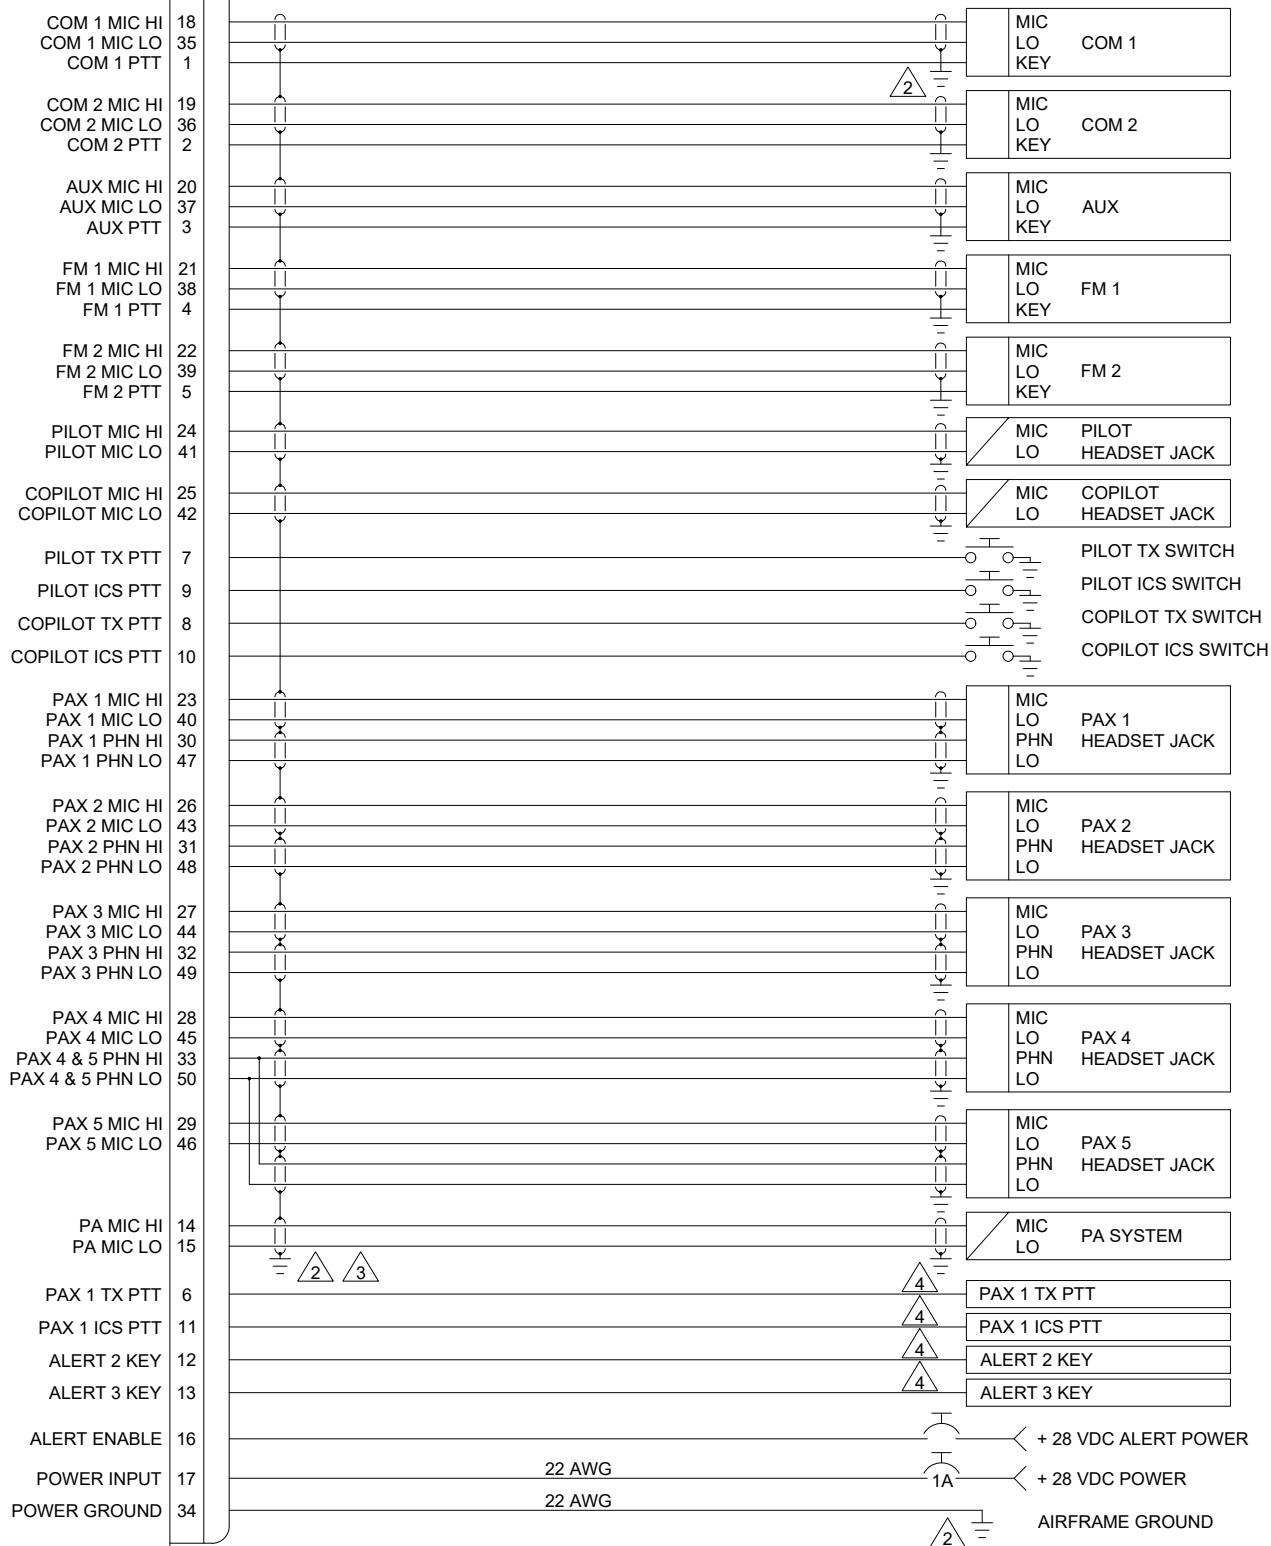 COM 1 MIC HI 18 MIC
COM 1 MIC LO 35 LO COM 1
COM 1 PTT 1 KEY
2
COM 2 MIC HI 19 MIC
COM 2 MIC LO 36 LO COM 2
COM 2 PTT 2 KEY
AUX MIC HI 20 MIC
AUX MIC LO 37 LO AUX
AUX PTT 3 KEY
FM 1 MIC HI 21 MIC
FM 1 MIC LO 38 LO FM 1
FM 1 PTT 4 KEY
FM 2 MIC HI 22 MIC
FM 2 MIC LO 39 LO FM 2
FM 2 PTT 5 KEY
PILOT MIC HI 24 MIC PILOT
PILOT MIC LO 41 LO HEADSET JACK
COPILOT MIC HI 25 MIC COPILOT
COPILOT MIC LO 42 LO HEADSET JACK
PILOT TX PTT 7 PILOT TX SWITCH
PILOT ICS PTT 9 PILOT ICS SWITCH
COPILOT TX PTT 8 COPILOT TX SWITCH
COPILOT ICS PTT 10 COPILOT ICS SWITCH
PAX 1 MIC HI 23 MIC
PAX 1 MIC LO 40 LO PAX 1
PAX 1 PHN HI 30 PHN HEADSET JACK
PAX 1 PHN LO 47 LO
PAX 2 MIC HI 26 MIC
PAX 2 MIC LO 43 LO PAX 2
PAX 2 PHN HI 31 PHN HEADSET JACK
PAX 2 PHN LO 48 LO
PAX 3 MIC HI 27 MIC
PAX 3 MIC LO 44 LO PAX 3
PAX 3 PHN HI 32 PHN HEADSET JACK
PAX 3 PHN LO 49 LO
PAX 4 MIC HI 28 MIC
PAX 4 MIC LO 45 LO PAX 4
PAX 4 & 5 PHN HI 33 PHN HEADSET JACK
PAX 4 & 5 PHN LO 50 LO
PAX 5 MIC HI 29 MIC
PAX 5 MIC LO 46 LO PAX 5
PHN HEADSET JACK
LO
PA MIC HI 14 MIC PA SYSTEM
PA MIC LO 15 LO
2 3
PAX 1 TX PTT 6 4 PAX 1 TX PTT
PAX 1 ICS PTT 11 4 PAX 1 ICS PTT
ALERT 2 KEY 12 4 ALERT 2 KEY
ALERT 3 KEY 13 4 ALERT 3 KEY
ALERT ENABLE 16 + 28 VDC ALERT POWER
POWER INPUT 17 22 AWG 1A + 28 VDC POWER
POWER GROUND 34 22 AWG AIRFRAME GROUND
2